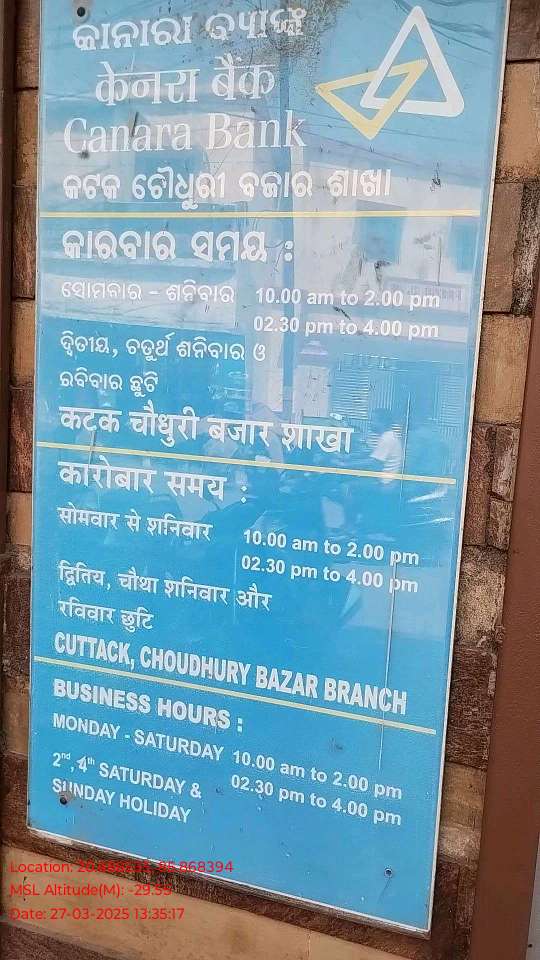 କାନାରା ବ୍ୟାଙ୍କ
केनरा बैंक
Canara Bank
କଟକ ଚୌଧୁରୀ ବଜାର ଶାଖା
କାରବାର ସମୟ :
ସୋମବାର - ଶନିବାର 10.00 am to 2.00 pm
02.30 pm to 4.00 pm
ଦ୍ଵିତୀୟ, ଚତୁର୍ଥ ଶନିବାର ଓ
ରବିବାର ଛୁଟି
कटक चौधुरी बजार शाखा
कारोबार समय :
सोमवार से शनिवार 10.00 am to 2.00 pm
02.30 pm to 4.00 pm
द्वितिय, चौथा शनिवार और
रविवार छुटि
CUTTACK, CHOUDHURY BAZAR BRANCH
BUSINESS HOURS :
MONDAY - SATURDAY 10.00 am to 2.00 pm
02.30 pm to 4.00 pm
2nd, 4th SATURDAY &
SUNDAY HOLIDAY
Location: 85.868394
MSL Altitude(M):
Date: 27-03-2025 13:35:17